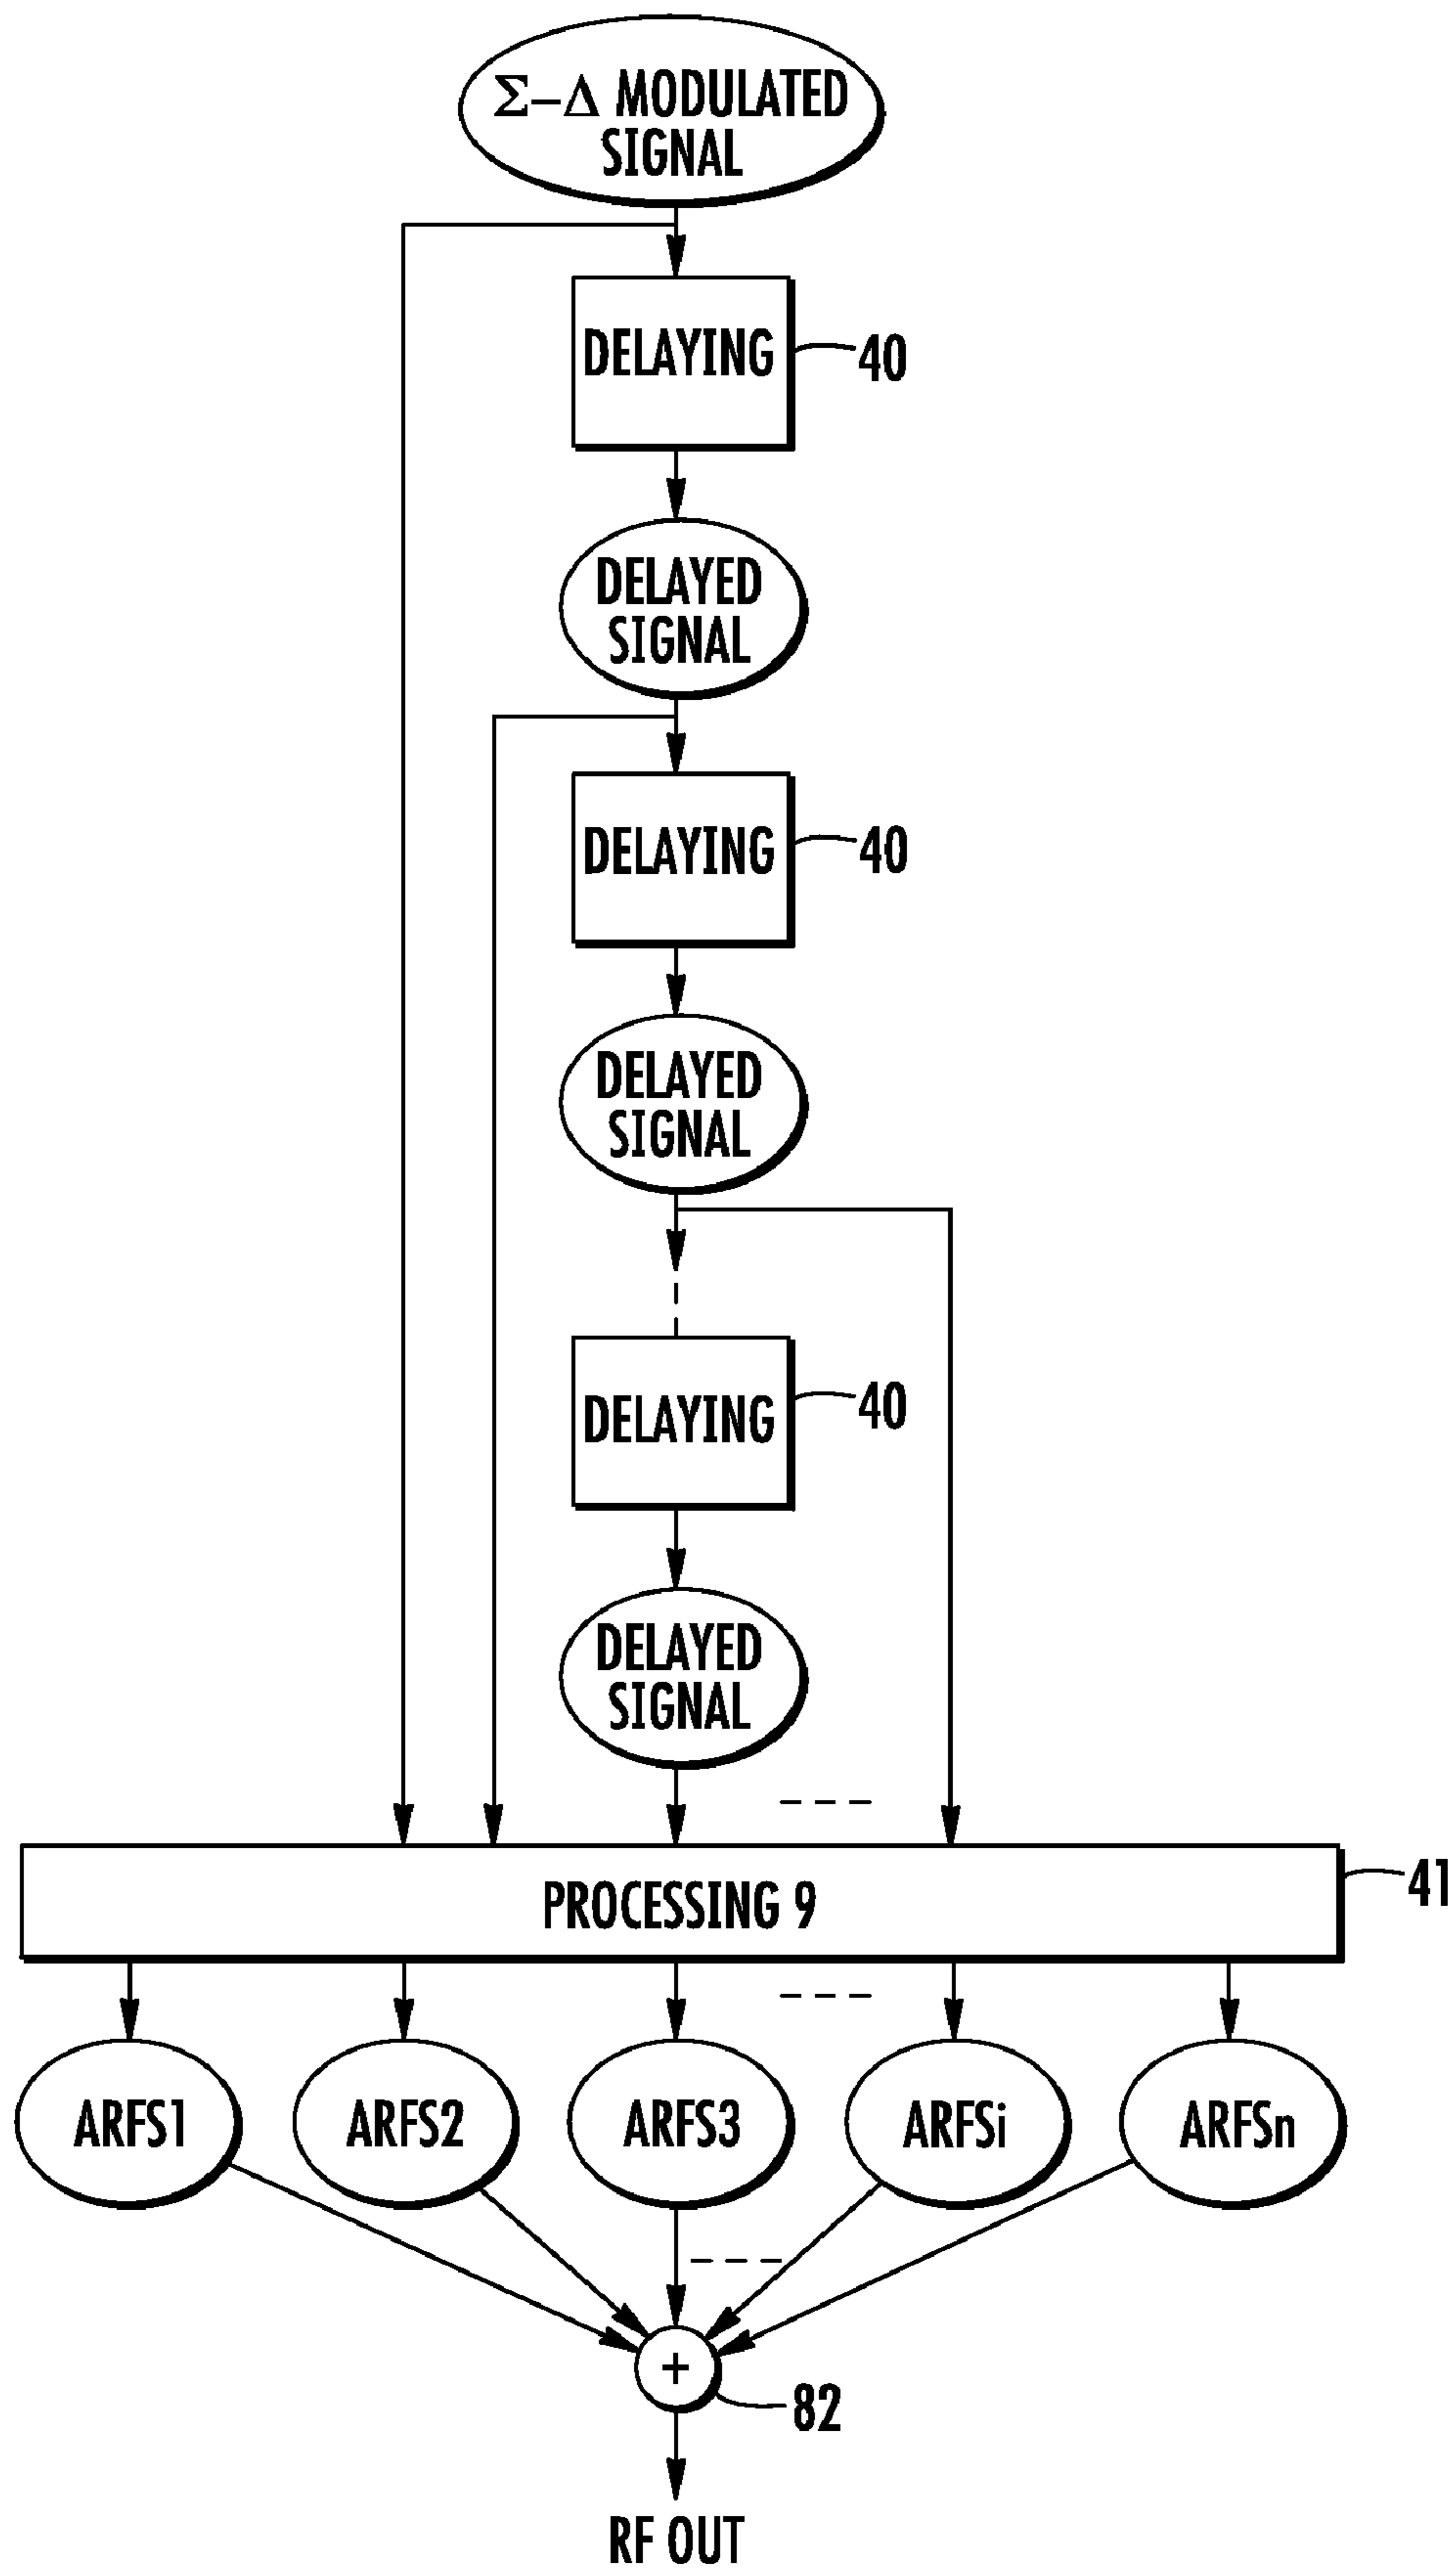 Σ–Δ MODULATED
SIGNAL
DELAYING
40
DELAYED
SIGNAL
DELAYING
40
DELAYED
SIGNAL
DELAYING
40
DELAYED
SIGNAL
PROCESSING 9
41
ARFS1
ARFS2
ARFS3
ARFSi
ARFSn
+
82
RF OUT